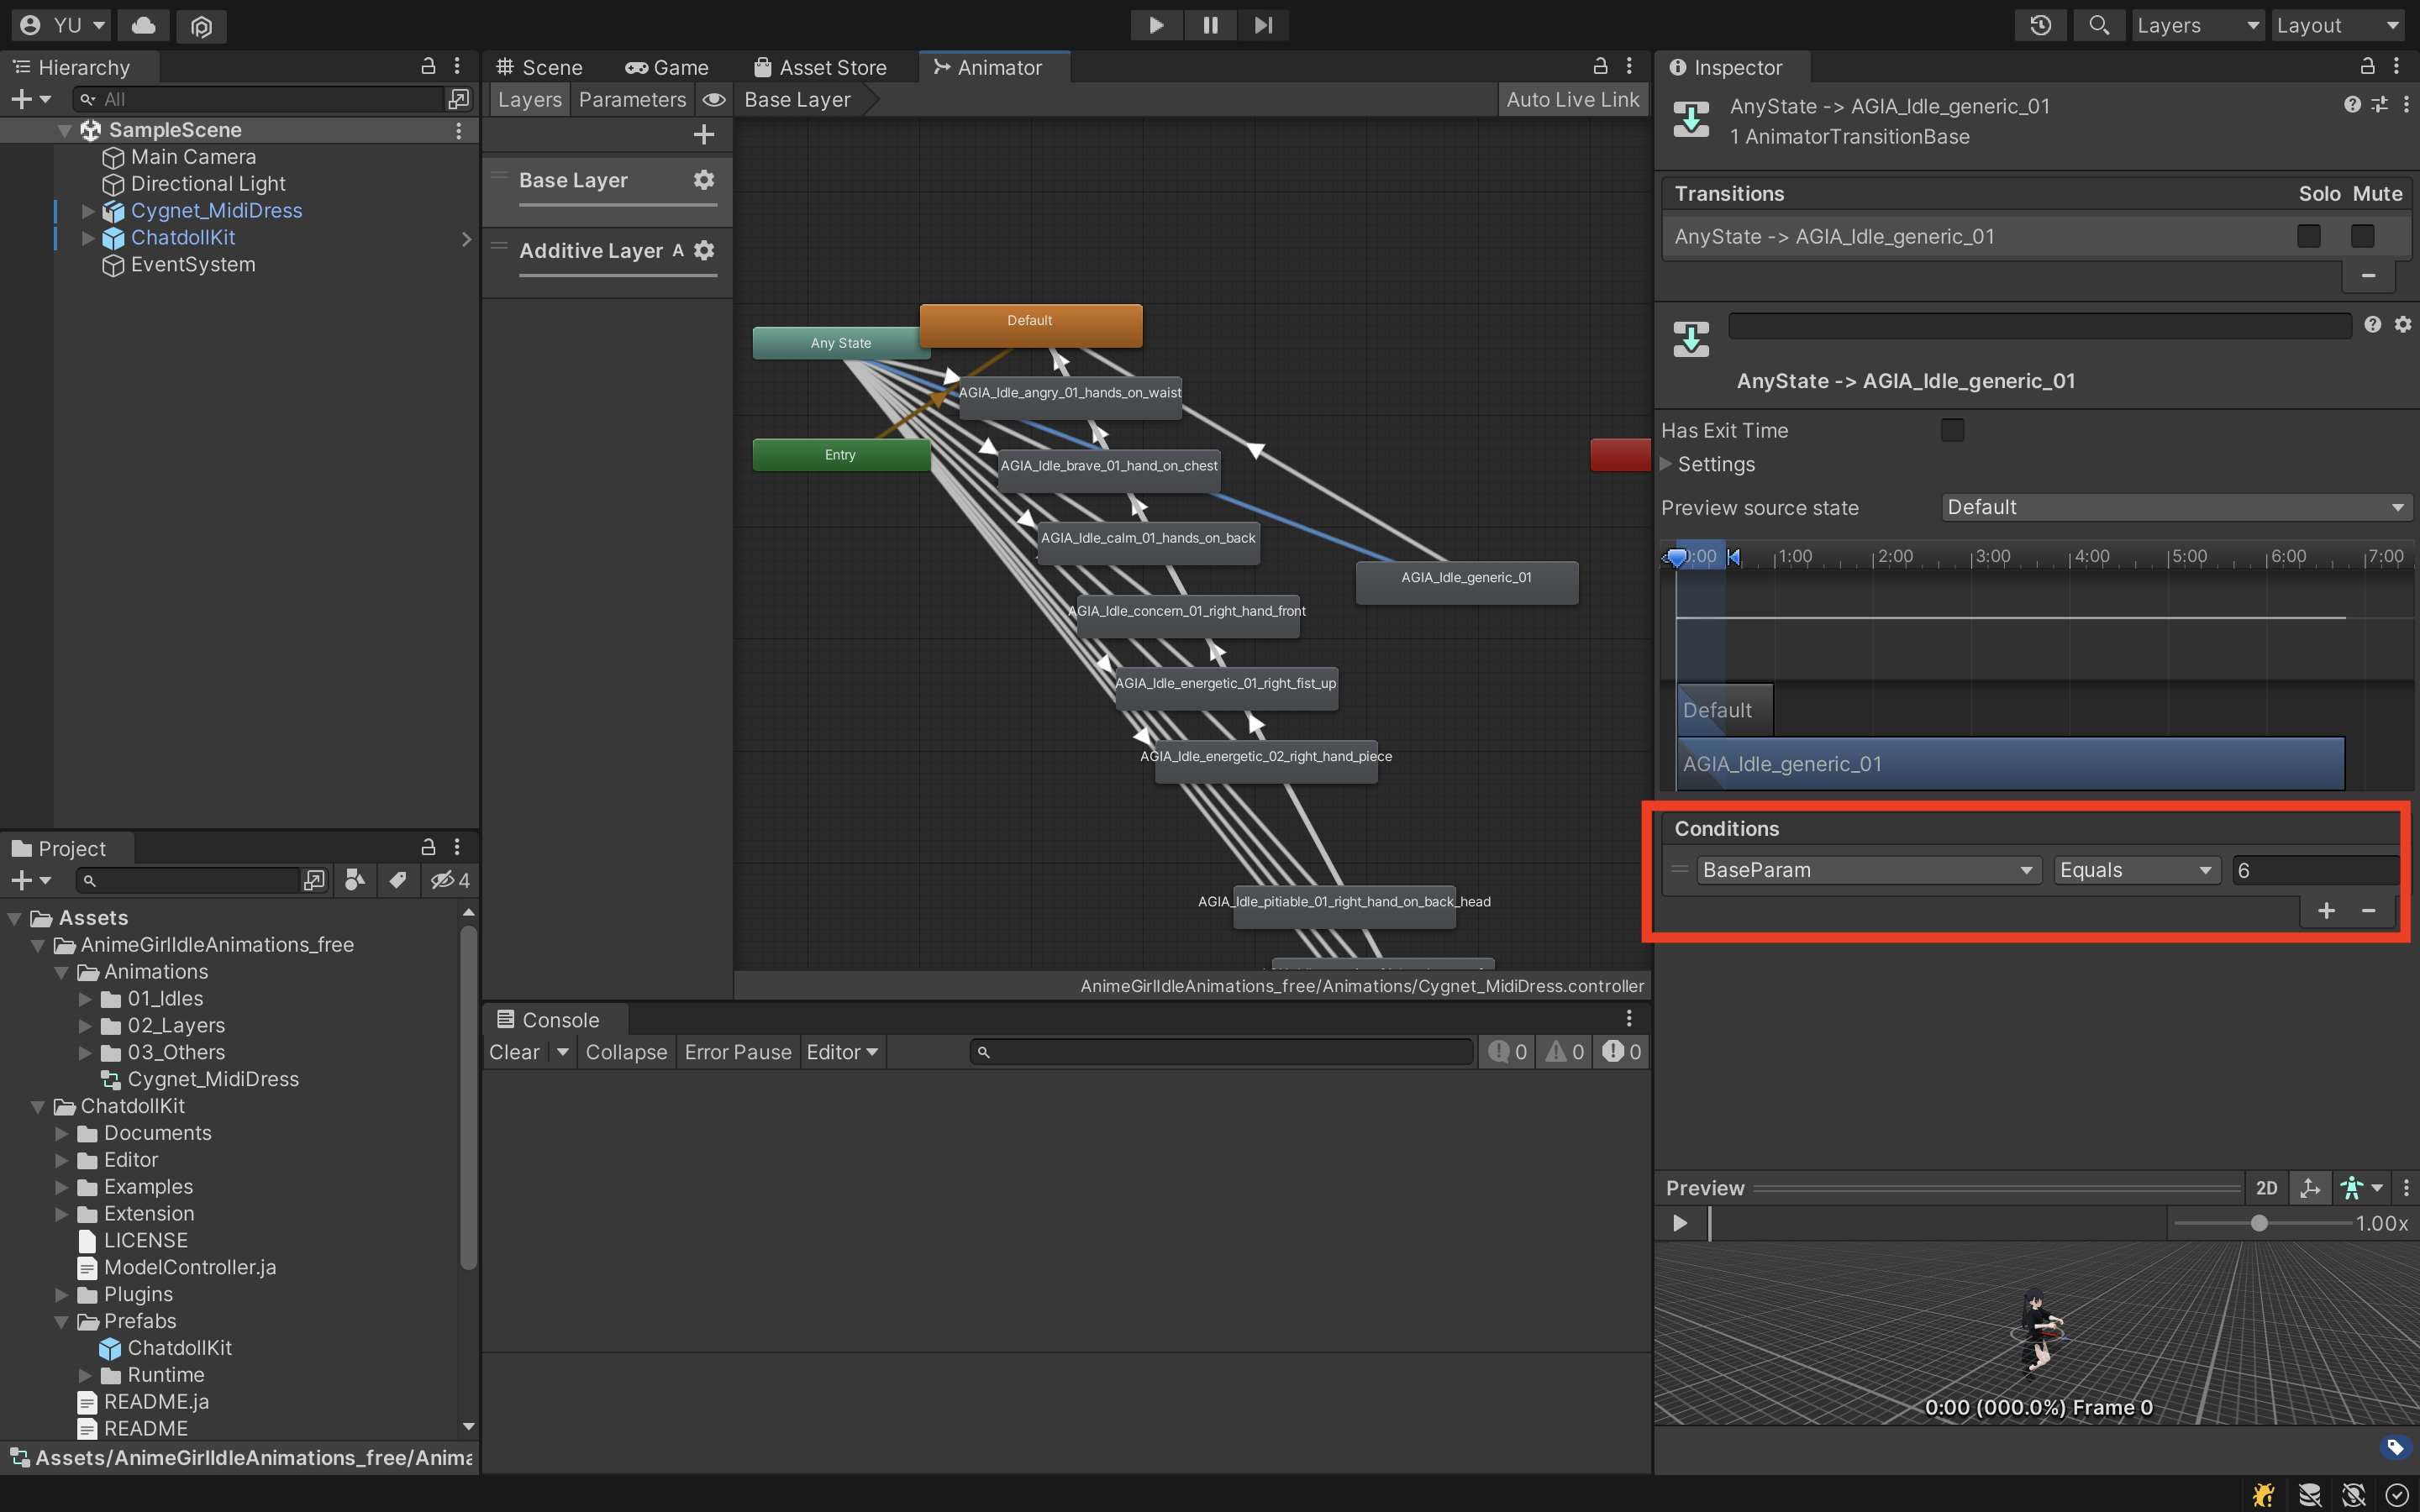 YU
Layers
Layout
Hierarchy
All
SampleScene
Main Camera
Directional Light
Cygnet_MidiDress
ChatdollKit
EventSystem
Scene
Game
Asset Store
Animator
Layers
Parameters
Base Layer
Auto Live Link
Base Layer
Additive Layer A
Default
Any State
AGIA_Idle_angry_01_hands_on_waist
Entry
AGIA_Idle_brave_01_hand_on_chest
AGIA_Idle_calm_01_hands_on_back
AGIA_Idle_generic_01
AGIA_Idle_concern_01_right_hand_front
AGIA_Idle_energetic_01_right_fist_up
AGIA_Idle_energetic_02_right_hand_piece
AGIA_Idle_pitiable_01_right_hand_on_back_head
AnimeGirlIdleAnimations_free/Animations/Cygnet_MidiDress.controller
Inspector
AnyState -> AGIA_Idle_generic_01
1 AnimatorTransitionBase
Transitions Solo Mute
AnyState -> AGIA_Idle_generic_01
AnyState -> AGIA_Idle_generic_01
Has Exit Time
Settings
Preview source state Default
0:00 1:00 2:00 3:00 4:00 5:00 6:00 7:00
Default
AGIA_Idle_generic_01
Conditions
BaseParam Equals 6
Preview 2D
1.00x
0:00 (000.0%) Frame 0
Project
4
Assets
AnimeGirlIdleAnimations_free
Animations
01_Idles
02_Layers
03_Others
Cygnet_MidiDress
ChatdollKit
Documents
Editor
Examples
Extension
LICENSE
ModelController.ja
Plugins
Prefabs
ChatdollKit
Runtime
README.ja
README
Assets/AnimeGirlIdleAnimations_free/Anima
Console
Clear Collapse Error Pause Editor 0 0 0